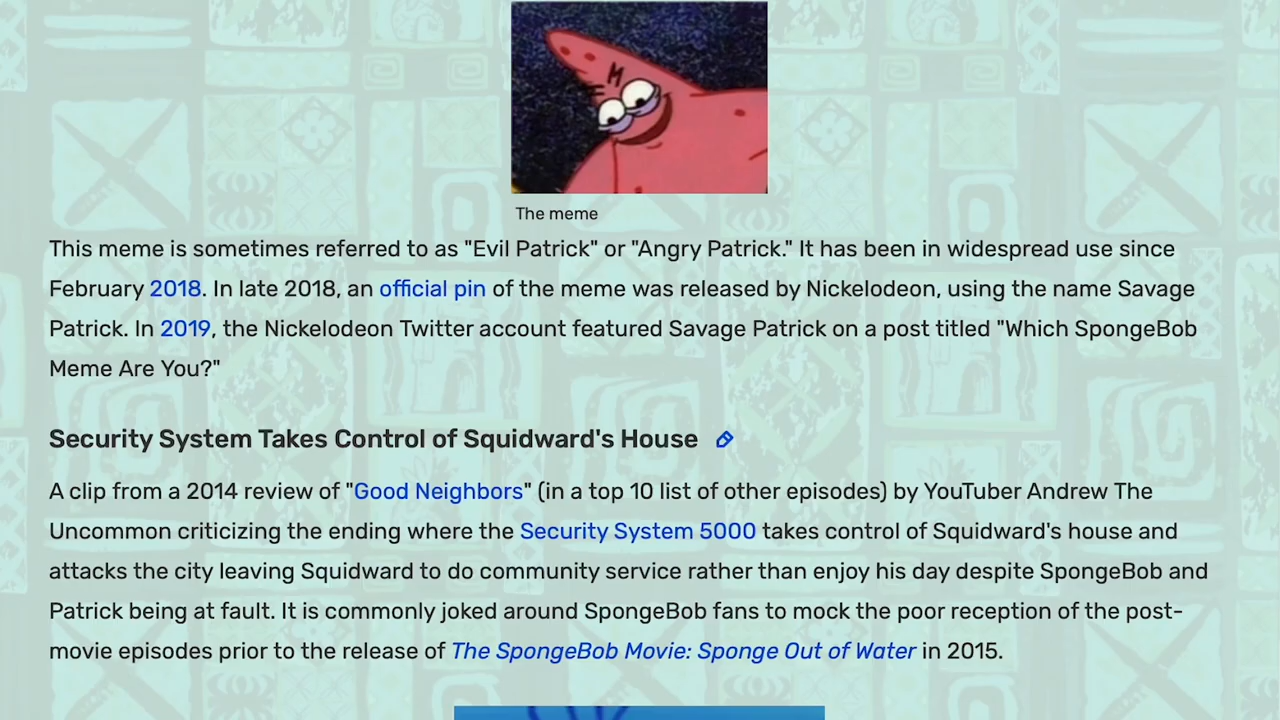 The meme
This meme is sometimes referred to as "Evil Patrick" or "Angry Patrick." It has been in widespread use since
February 2018. In late 2018, an official pin of the meme was released by Nickelodeon, using the name Savage
Patrick. In 2019, the Nickelodeon Twitter account featured Savage Patrick on a post titled "Which SpongeBob
Meme Are You?"
Security System Takes Control of Squidward's House
A clip from a 2014 review of "Good Neighbors" (in a top 10 list of other episodes) by YouTuber Andrew The
Uncommon criticizing the ending where the Security System 5000 takes control of Squidward's house and
attacks the city leaving Squidward to do community service rather than enjoy his day despite SpongeBob and
Patrick being at fault. It is commonly joked around SpongeBob fans to mock the poor reception of the post-
movie episodes prior to the release of The SpongeBob Movie: Sponge Out of Water in 2015.